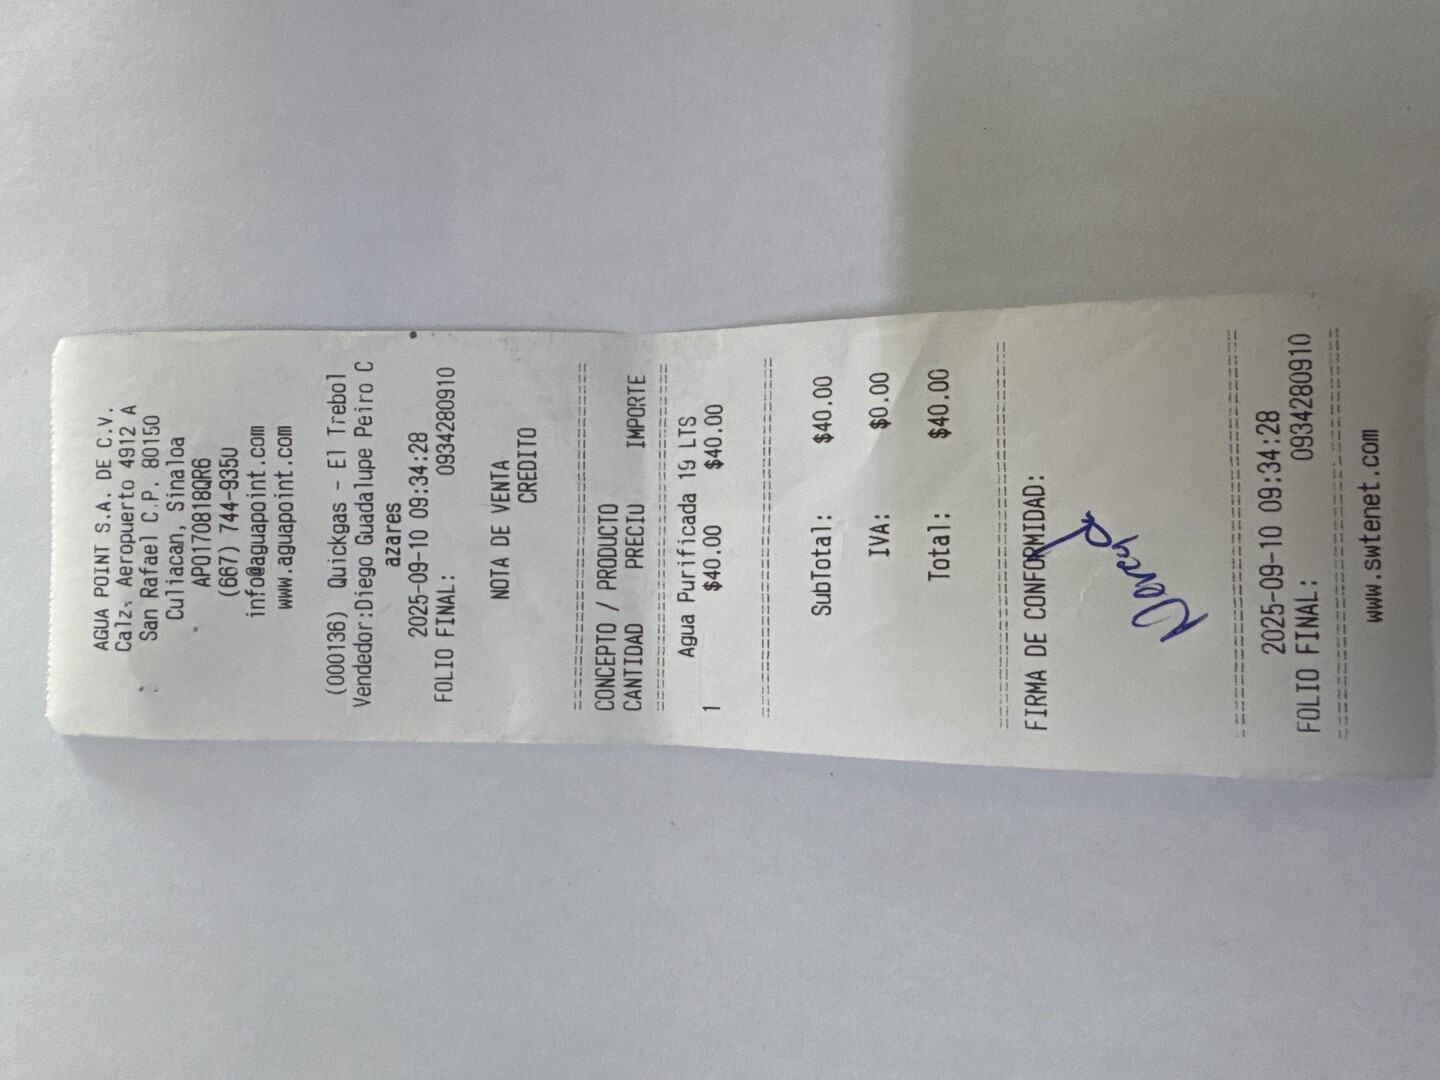 AGUA POINT S.A. DE C.V.
Calz. Aeropuerto 4912 A
San Rafael C.P. 80150
Culiacan, Sinaloa
APO170818QR6
(667) 744-9350
info@aguapoint.com
www.aguapoint.com
(000136) Quickgas - El Trebol
Vendedor:Diego Guadalupe Peiro C
azares
2025-09-10 09:34:28
FOLIO FINAL: 0934280910
NOTA DE VENTA
CREDITO
CONCEPTO / PRODUCTO
CANTIDAD PRECIU IMPORTE
Agua Purificada 19 LTS
1 $40.00 $40.00
SubTotal: $40.00
IVA: $0.00
Total: $40.00
FIRMA DE CONFORMIDAD:
2025-09-10 09:34:28
FOLIO FINAL: 0934280910
www.swtenet.com